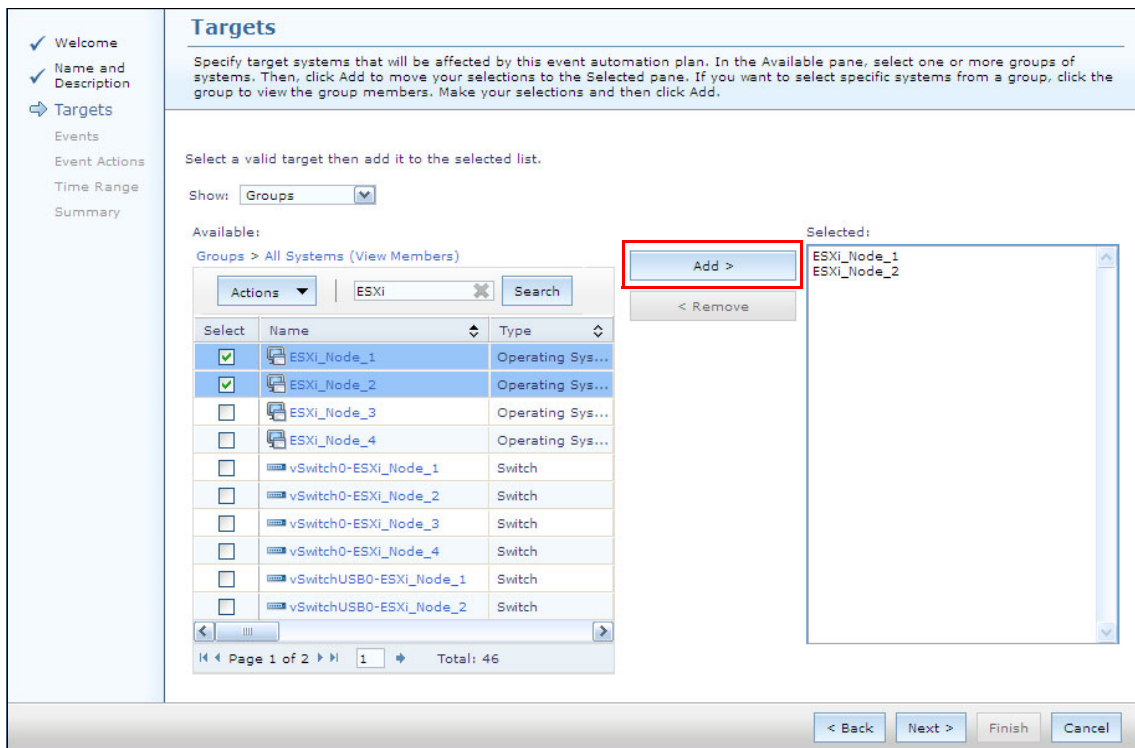 Welcome
Name and
Description
Targets
Events
Event Actions
Time Range
Summary
Targets
Specify target systems that will be affected by this event automation plan. In the Available pane, select one or more groups of
systems. Then, click Add to move your selections to the Selected pane. If you want to select specific systems from a group, click the
group to view the group members. Make your selections and then click Add.
Select a valid target then add it to the selected list.
Show: Groups
Available:
Groups > All Systems (View Members)
Actions ESXi Search
Select Name Type
ESXi_Node_1 Operating Sys...
ESXi_Node_2 Operating Sys...
ESXi_Node_3 Operating Sys...
ESXi_Node_4 Operating Sys...
vSwitch0-ESXi_Node_1 Switch
vSwitch0-ESXi_Node_2 Switch
vSwitch0-ESXi_Node_3 Switch
vSwitch0-ESXi_Node_4 Switch
vSwitchUSB0-ESXi_Node_1 Switch
vSwitchUSB0-ESXi_Node_2 Switch
Page 1 of 2 1 Total: 46
Add >
< Remove
Selected:
ESXi_Node_1
ESXi_Node_2
< Back Next > Finish Cancel